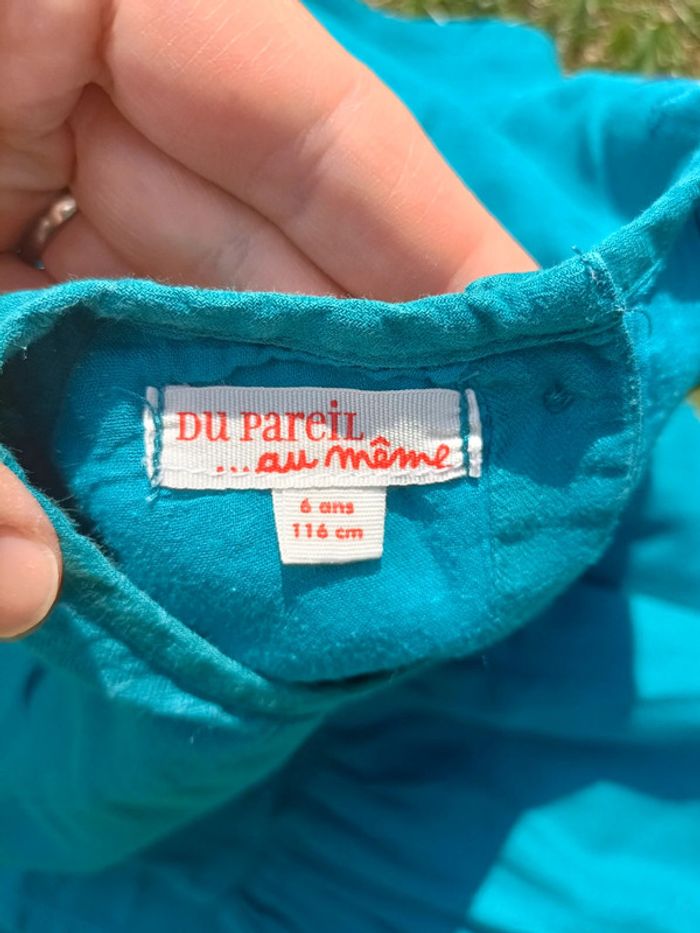 DU PAREIL
...au même
6 ans
116 cm